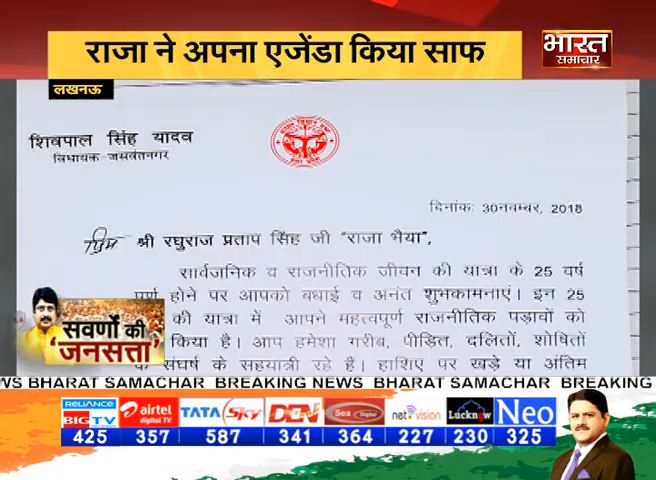 राजा ने अपना एजेंडा किया साफ
भारत
समाचार
लखनऊ
शिवपाल सिंह यादव
विधायक-जसवंतनगर
दिनांक: 30नवम्बर, 2018
प्रिय श्री रघुराज प्रताप सिंह जी "राजा भैया",
सार्वजनिक व राजनीतिक जीवन की यात्रा के 25 वर्ष
पूर्ण होने पर आपको बधाई व अनंत शुभकामनाएं। इन 25
की यात्रा में आपने महत्वपूर्ण राजनीतिक पड़ावों को
किया है। आप हमेशा गरीब, पीड़ित, दलितों, शोषितों
के संघर्ष के सहयात्री रहे हैं। हाशिए पर खड़े या अंतिम
सवर्णों की
'जनसत्ता'
WS BHARAT SAMACHAR BREAKING NEWS BHARAT SAMACHAR BREAKING NEWS
RELIANCE BIG TV airtel digital TV TATA SKY DEN Sea Digital net vision Lucknow Neo
425 357 587 341 364 227 230 325